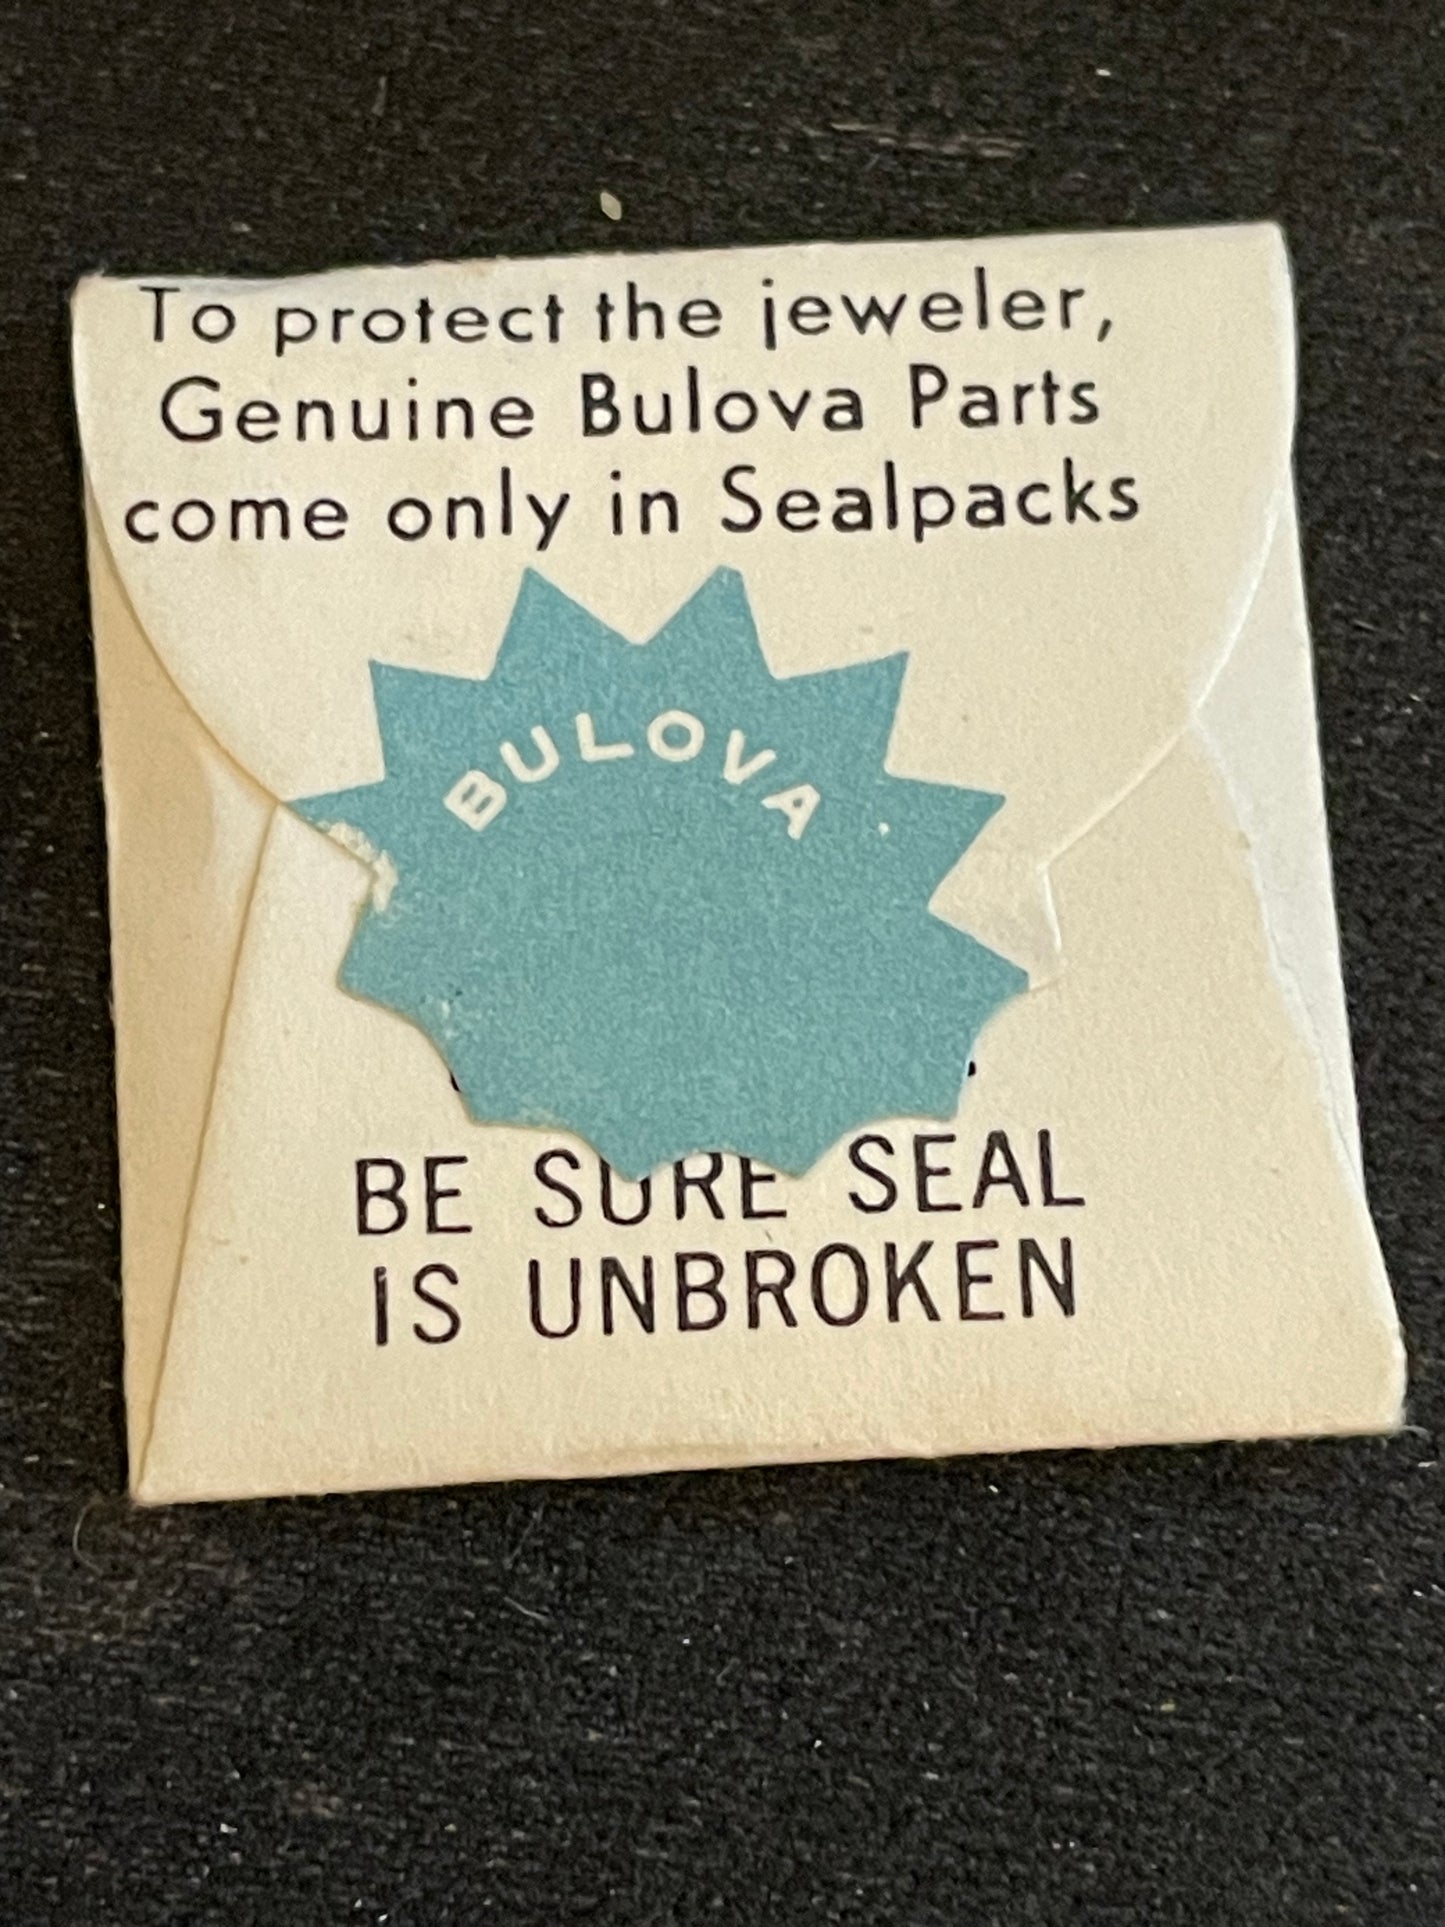 To protect the jeweler,
Genuine Bulova Parts
come only in Sealpacks
BULOVA
BE SURE SEAL
IS UNBROKEN